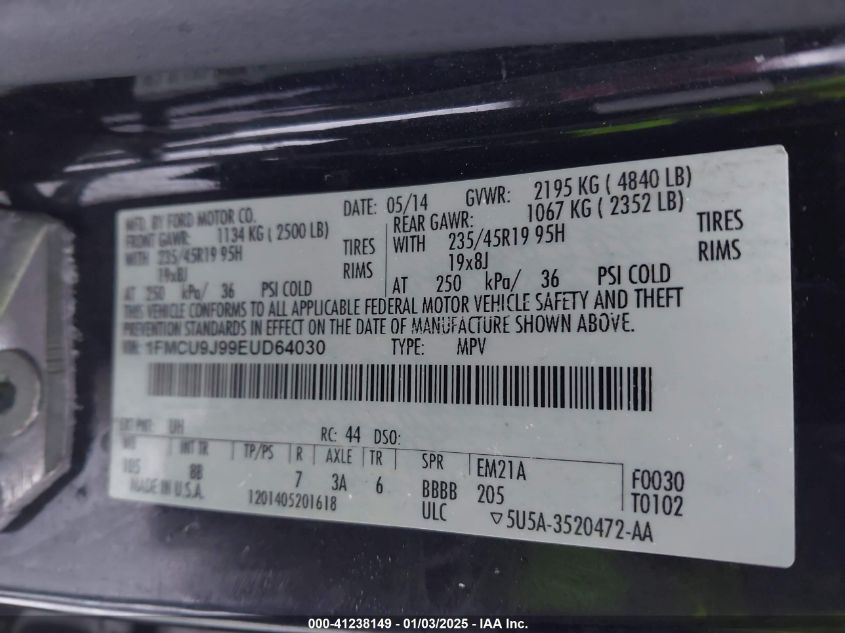 MFD. BY FORD MOTOR CO.
DATE: 05/14 GVWR: 2195 KG ( 4840 LB)
FRONT GAWR: 1134 KG ( 2500 LB)
WITH 235/45R19 95H TIRES
19x8J RIMS
AT 250 kPa/ 36 PSI COLD
REAR GAWR: 1067 KG ( 2352 LB)
WITH 235/45R19 95H TIRES
19x8J RIMS
AT 250 kPa/ 36 PSI COLD
THIS VEHICLE CONFORMS TO ALL APPLICABLE FEDERAL MOTOR VEHICLE SAFETY AND THEFT
PREVENTION STANDARDS IN EFFECT ON THE DATE OF MANUFACTURE SHOWN ABOVE.
VIN: 1FMCU9J99EUD64030 TYPE: MPV
EXT PNT: UH RC: 44 DSO:
WB INT TR TP/PS R AXLE TR SPR EM21A F0030
105 8B 7 3A 6 BBBB 205 T0102
MADE IN U.S.A. 1201405201618 ULC ▽5U5A-3520472-AA
000-41238149 - 01/03/2025 - IAA Inc.